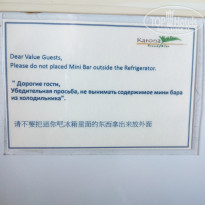 Karona
Dear Value Guests,
Please do not placed Mini Bar outside the Refrigerator.
" Дорогие гости,
Убедительная просьба, не вынимать содержимое мини бара
из холодильника".
请不要把迷你吧冰箱里面的东西拿出来放外面